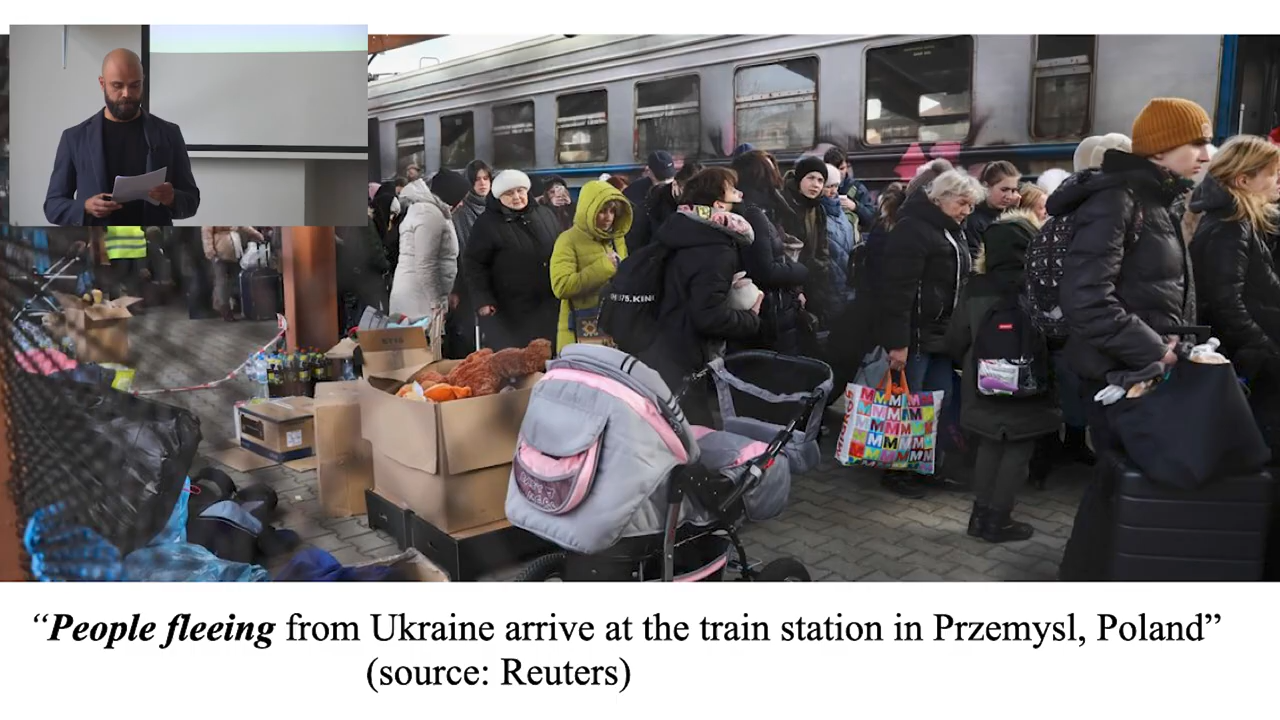 “People fleeing from Ukraine arrive at the train station in Przemysl, Poland”
(source: Reuters)